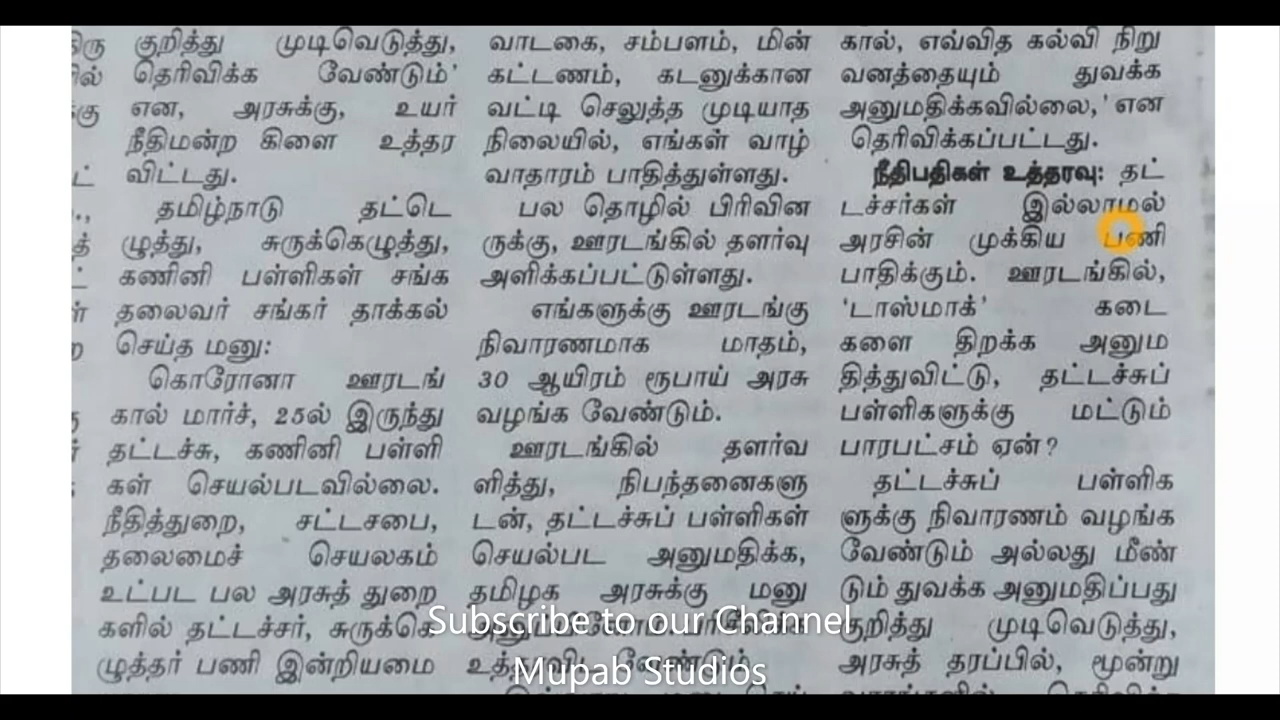 குறித்து முடிவெடுத்து,
தெரிவிக்க வேண்டும்'
என, அரசுக்கு, உயர்
நீதிமன்ற கிளை உத்தர
விட்டது.
தமிழ்நாடு தட்டெ
ழுத்து, சுருக்கெழுத்து,
கணினி பள்ளிகள் சங்க
தலைவர் சங்கர் தாக்கல்
செய்த மனு:
கொரோனா ஊரடங்
கால் மார்ச், 25ல் இருந்து
தட்டச்சு, கணினி பள்ளி
கள் செயல்படவில்லை.
நீதித்துறை, சட்டசபை,
தலைமைச் செயலகம்
உட்பட பல அரசுத் துறை
களில் தட்டச்சர், சுருக்கெ
ழுத்தர் பணி இன்றியமை
வாடகை, சம்பளம், மின்
கட்டணம், கடனுக்கான
வட்டி செலுத்த முடியாத
நிலையில், எங்கள் வாழ்
வாதாரம் பாதித்துள்ளது.
பல தொழில் பிரிவின
ருக்கு, ஊரடங்கில் தளர்வு
அளிக்கப்பட்டுள்ளது.
எங்களுக்கு ஊரடங்கு
நிவாரணமாக மாதம்,
30 ஆயிரம் ரூபாய் அரசு
வழங்க வேண்டும்.
ஊரடங்கில் தளர்வ
ளித்து, நிபந்தனைகளு
டன், தட்டச்சுப் பள்ளிகள்
செயல்பட அனுமதிக்க,
தமிழக அரசுக்கு மனு
உத்தரவிட வேண்டும்.
கால், எவ்வித கல்வி நிறு
வனத்தையும் துவக்க
அனுமதிக்கவில்லை,' என
தெரிவிக்கப்பட்டது.
நீதிபதிகள் உத்தரவு: தட்
டச்சர்கள் இல்லாமல்
அரசின் முக்கிய பணி
பாதிக்கும். ஊரடங்கில்,
'டாஸ்மாக்' கடை
களை திறக்க அனும
தித்துவிட்டு, தட்டச்சுப்
பள்ளிகளுக்கு மட்டும்
பாரபட்சம் ஏன்?
தட்டச்சுப் பள்ளிக
ளுக்கு நிவாரணம் வழங்க
வேண்டும் அல்லது மீண்
டும் துவக்க அனுமதிப்பது
குறித்து முடிவெடுத்து,
அரசுத் தரப்பில், மூன்று
Subscribe to our Channel
Mupab Studios